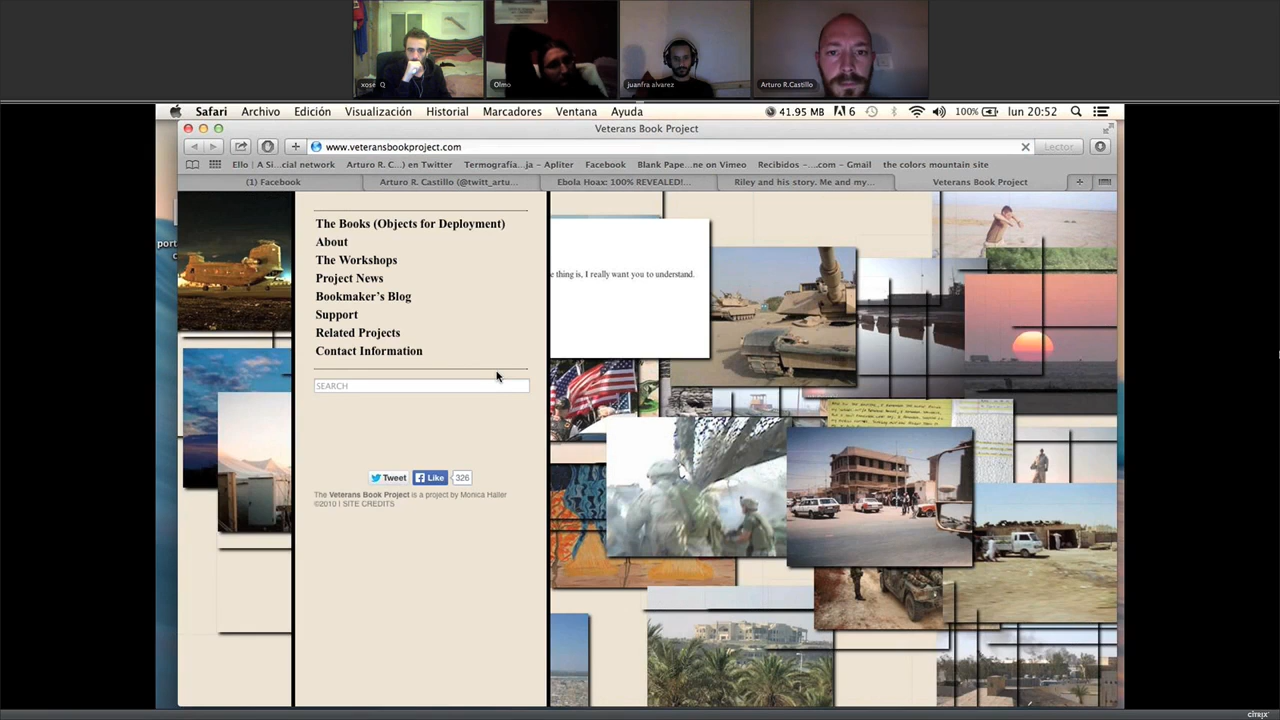 xosé Q
Olmo
juanfra alvarez
Arturo R.Castillo
Safari Archivo Edición Visualización Historial Marcadores Ventana Ayuda 41.95 MB 6 100% lun 20:52
Veterans Book Project
www.veteransbookproject.com Lector
Ello | A Si...cial network Arturo R. C...) en Twitter Termografía...ja - Apliter Facebook Blank Pape...ne on Vimeo Recibidos -....com - Gmail the colors mountain site
(1) Facebook Arturo R. Castillo (@twitt_artu... Ebola Hoax: 100% REVEALED!... Riley and his story. Me and my... Veterans Book Project
port
The Books (Objects for Deployment)
About
The Workshops
Project News
Bookmaker's Blog
Support
Related Projects
Contact Information
SEARCH
Tweet Like 326
The Veterans Book Project is a project by Monica Haller
©2010 | SITE CREDITS
e thing is, I really want you to understand.
CITRIX